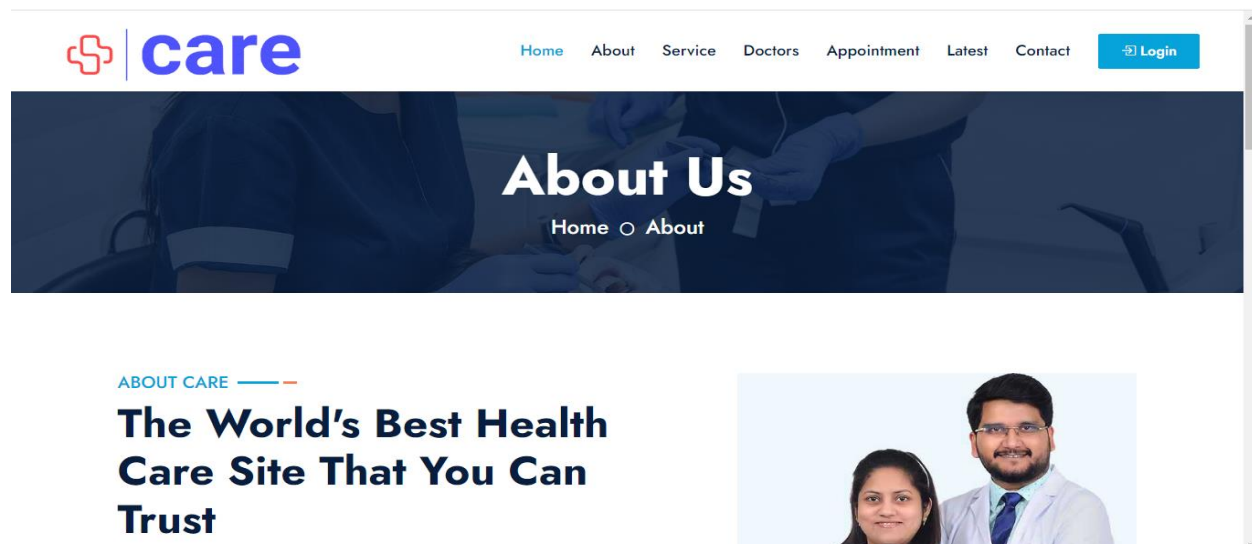 care
Home About Service Doctors Appointment Latest Contact Login
About Us
Home About
ABOUT CARE
The World's Best Health
Care Site That You Can
Trust